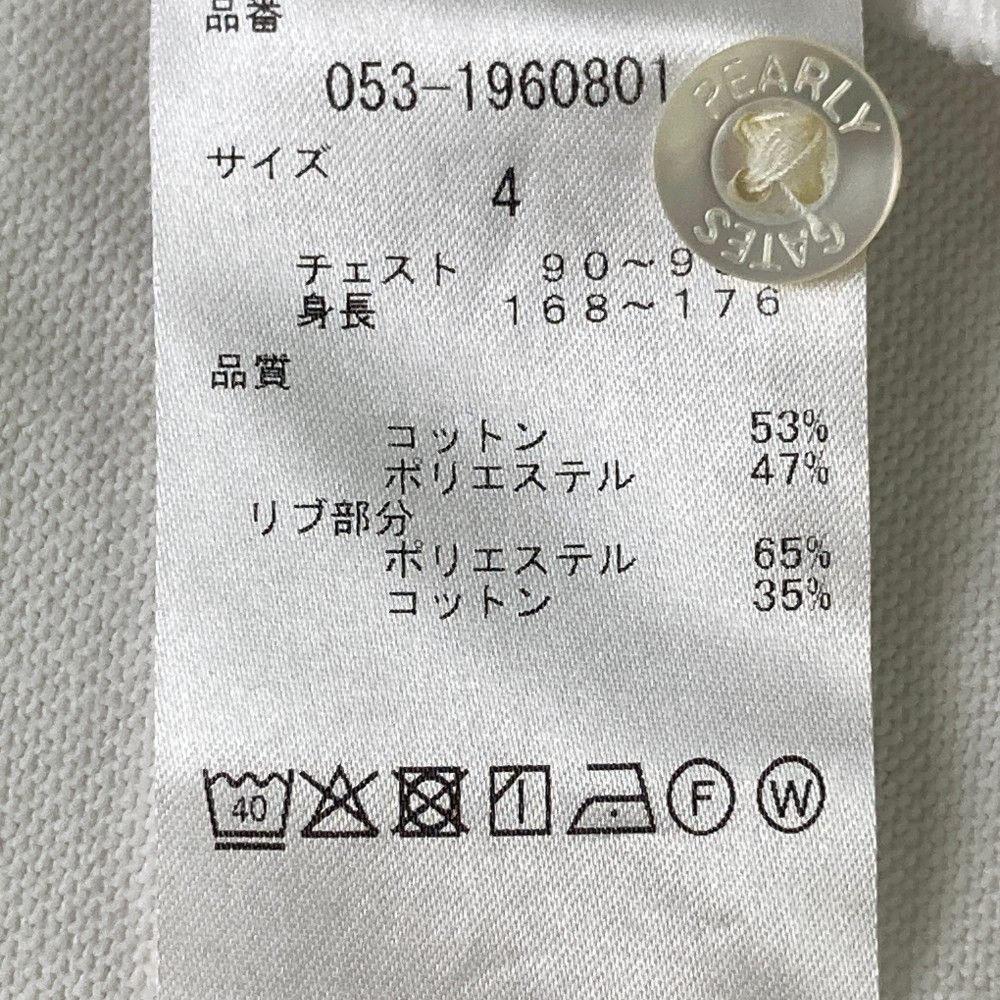 品番
053-1960801
サイズ
4
チェスト 90~9
身長 168~176
品質
コットン 53%
ポリエステル 47%
リブ部分
ポリエステル 65%
コットン 35%
40
F
W
PEARLY GATES